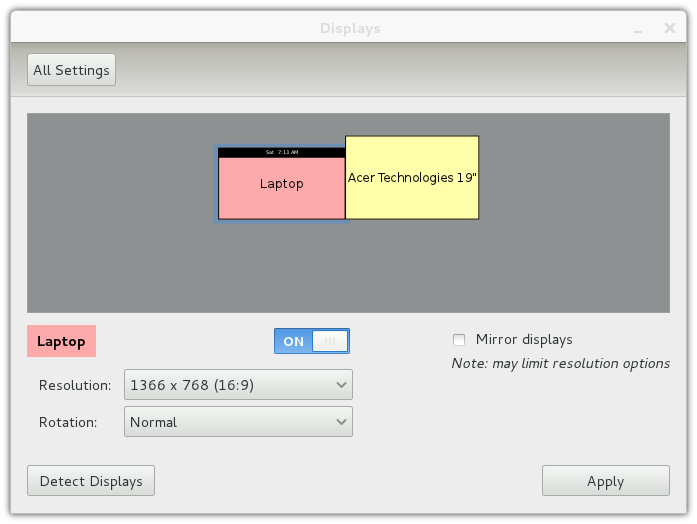 Displays
All Settings
Sat 7:13 AM
Laptop
Acer Technologies 19"
Laptop
ON
Mirror displays
Note: may limit resolution options
Resolution:
1366 x 768 (16:9)
Rotation:
Normal
Detect Displays
Apply